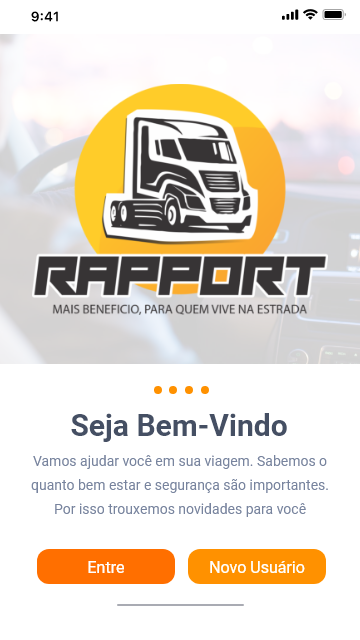 9:41
RAPPORT
MAIS BENEFICIO, PARA QUEM VIVE NA ESTRADA
Seja Bem-Vindo
Vamos ajudar você em sua viagem. Sabemos o
quanto bem estar e segurança são importantes.
Por isso trouxemos novidades para você
Entre
Novo Usuário